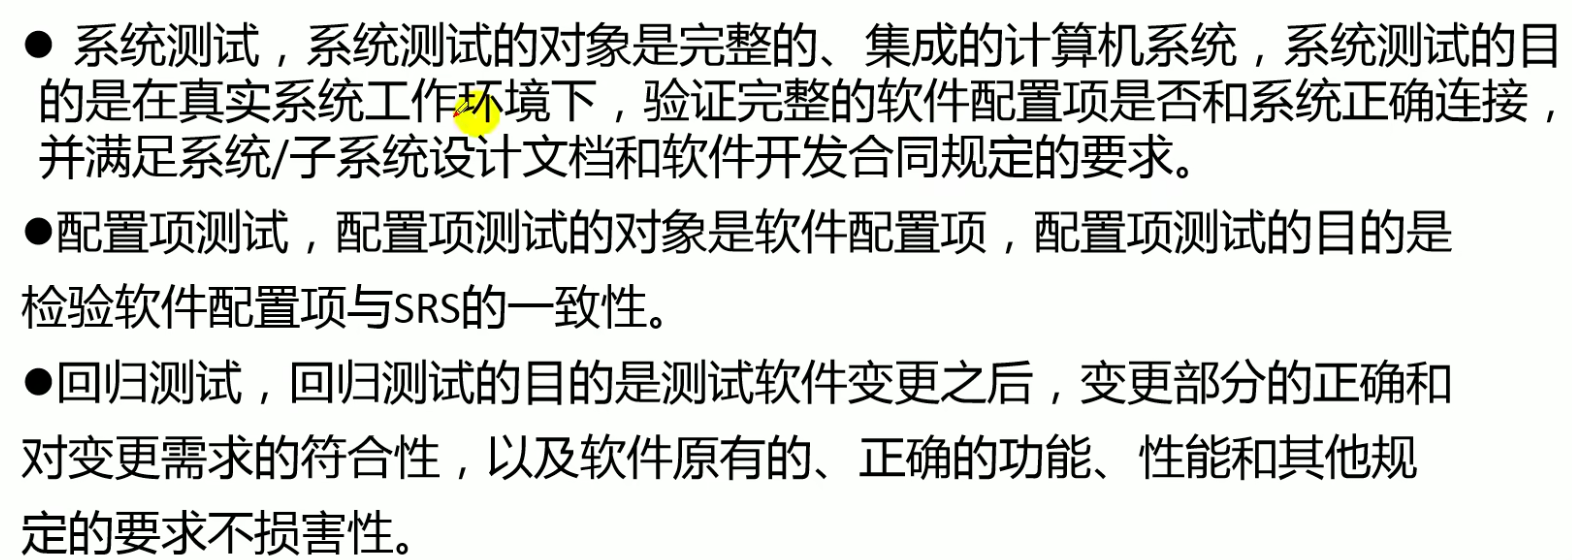 ● 系统测试，系统测试的对象是完整的、集成的计算机系统，系统测试的目
的是在真实系统工作环境下，验证完整的软件配置项是否和系统正确连接，
并满足系统/子系统设计文档和软件开发合同规定的要求。
●配置项测试，配置项测试的对象是软件配置项，配置项测试的目的是
检验软件配置项与SRS的一致性。
●回归测试，回归测试的目的是测试软件变更之后，变更部分的正确和
对变更需求的符合性，以及软件原有的、正确的功能、性能和其他规
定的要求不损害性。